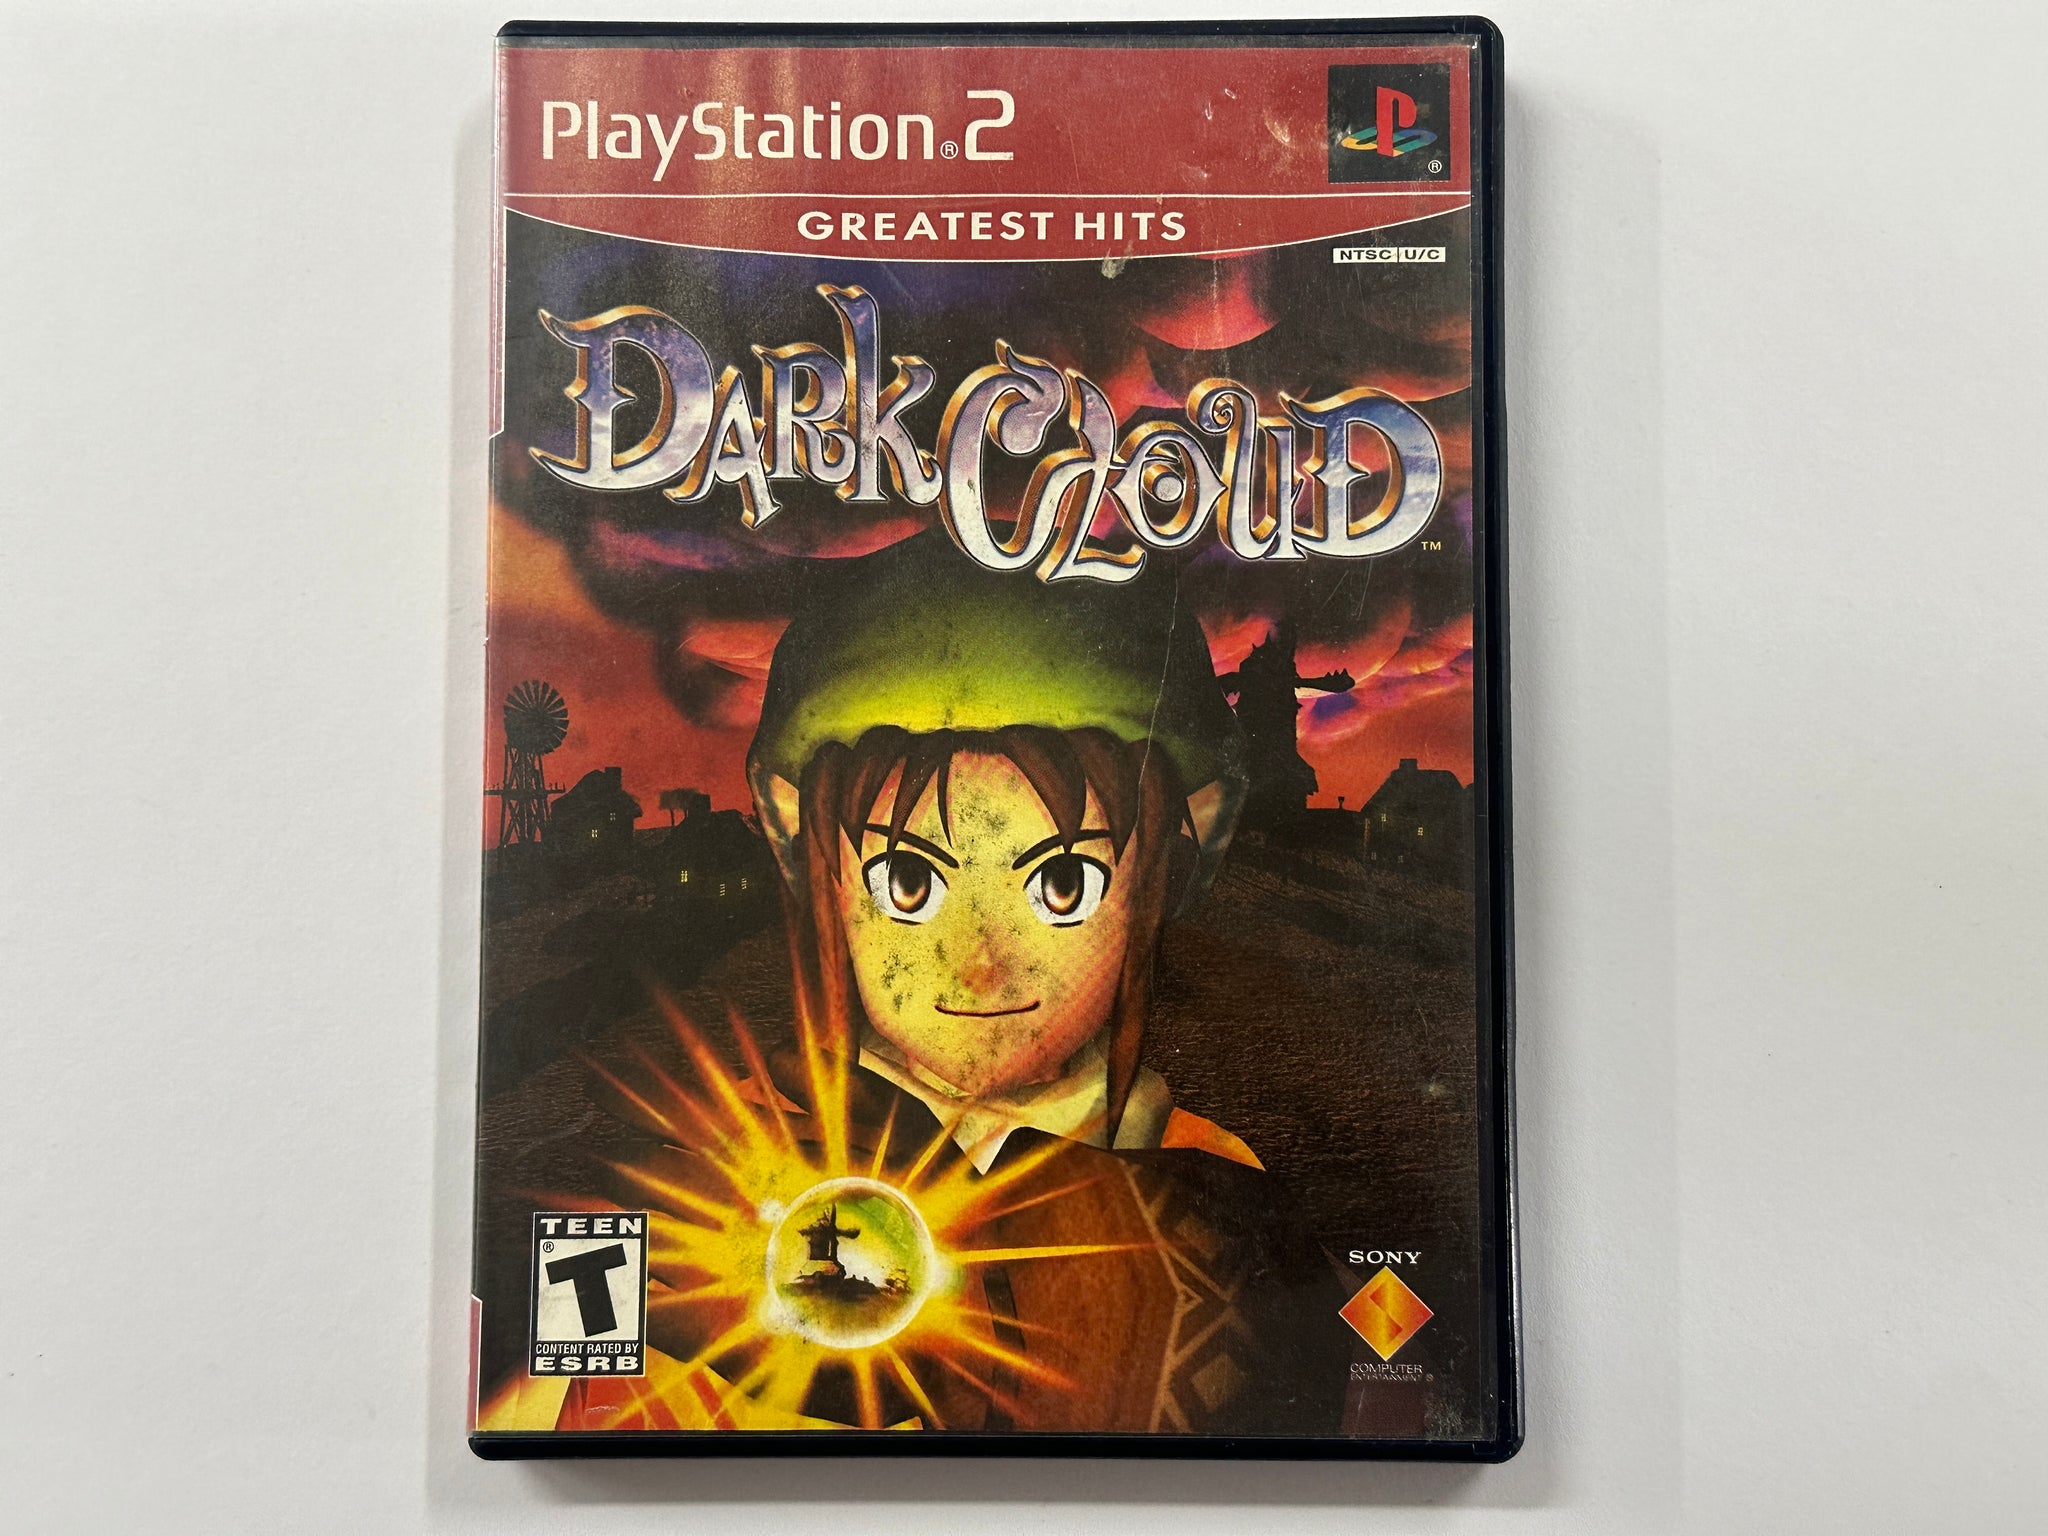 PlayStation®2
GREATEST HITS
NTSC U/C
DARK CLOUD™
TEEN
T®
CONTENT RATED BY
ESRB
SONY
COMPUTER
ENTERTAINMENT®